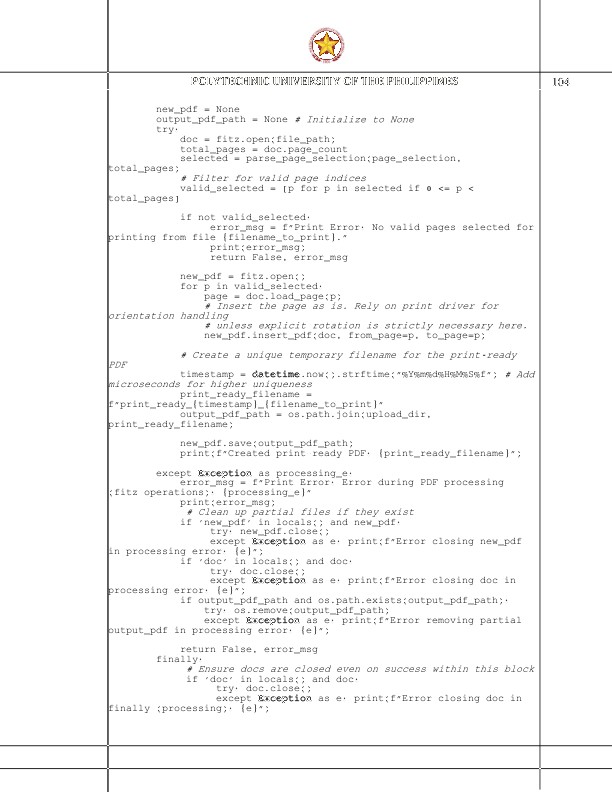 POLYTECHNIC UNIVERSITY OF THE PHILIPPINES 104
new_pdf = None
output_pdf_path = None # Initialize to None
try:
doc = fitz.open(file_path)
total_pages = doc.page_count
selected = parse_page_selection(page_selection,
total_pages)
# Filter for valid page indices
valid_selected = [p for p in selected if 0 <= p <
total_pages]
if not valid_selected:
error_msg = f"Print Error: No valid pages selected for
printing from file {filename_to_print}."
print(error_msg)
return False, error_msg
new_pdf = fitz.open()
for p in valid_selected:
page = doc.load_page(p)
# Insert the page as is. Rely on print driver for
orientation handling
# unless explicit rotation is strictly necessary here.
new_pdf.insert_pdf(doc, from_page=p, to_page=p)
# Create a unique temporary filename for the print-ready
PDF
timestamp = datetime.now().strftime("%Y%m%d%H%M%S%f") # Add
microseconds for higher uniqueness
print_ready_filename =
f"print_ready_{timestamp}_{filename_to_print}"
output_pdf_path = os.path.join(upload_dir,
print_ready_filename)
new_pdf.save(output_pdf_path)
print(f"Created print ready PDF: {print_ready_filename}")
except Exception as processing_e:
error_msg = f"Print Error: Error during PDF processing
(fitz operations): {processing_e}"
print(error_msg)
# Clean up partial files if they exist
if 'new_pdf' in locals() and new_pdf:
try: new_pdf.close()
except Exception as e: print(f"Error closing new_pdf
in processing error: {e}")
if 'doc' in locals() and doc:
try: doc.close()
except Exception as e: print(f"Error closing doc in
processing error: {e}")
if output_pdf_path and os.path.exists(output_pdf_path):
try: os.remove(output_pdf_path)
except Exception as e: print(f"Error removing partial
output_pdf in processing error: {e}")
return False, error_msg
finally:
# Ensure docs are closed even on success within this block
if 'doc' in locals() and doc:
try: doc.close()
except Exception as e: print(f"Error closing doc in
finally (processing): {e}")